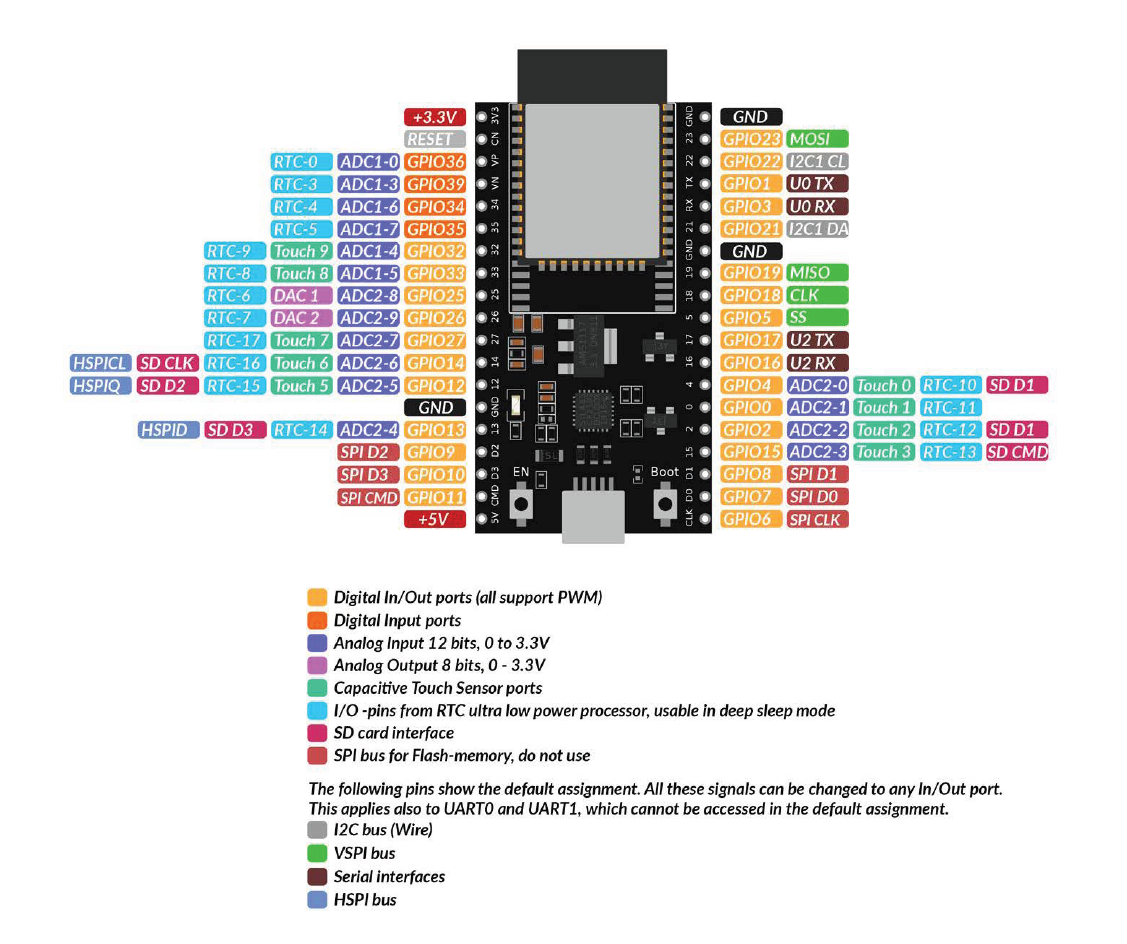 +3.3V 3V3 GND GND
RESET CN 23 GPIO23 MOSI
RTC-0 ADC1-0 GPIO36 VP 22 GPIO22 I2C1 CL
RTC-3 ADC1-3 GPIO39 VN TX GPIO1 U0 TX
RTC-4 ADC1-6 GPIO34 34 RX GPIO3 U0 RX
RTC-5 ADC1-7 GPIO35 35 21 GPIO21 I2C1 DA
RTC-9 Touch 9 ADC1-4 GPIO32 32 GND GND
RTC-8 Touch 8 ADC1-5 GPIO33 33 19 GPIO19 MISO
RTC-6 DAC 1 ADC2-8 GPIO25 25 18 GPIO18 CLK
RTC-7 DAC 2 ADC2-9 GPIO26 26 5 GPIO5 SS
RTC-17 Touch 7 ADC2-7 GPIO27 27 17 GPIO17 U2 TX
HSPICL SD CLK RTC-16 Touch 6 ADC2-6 GPIO14 14 16 GPIO16 U2 RX
HSPIQ SD D2 RTC-15 Touch 5 ADC2-5 GPIO12 12 4 GPIO4 ADC2-0 Touch 0 RTC-10 SD D1
GND GND 0 GPIO0 ADC2-1 Touch 1 RTC-11
HSPID SD D3 RTC-14 ADC2-4 GPIO13 13 2 GPIO2 ADC2-2 Touch 2 RTC-12 SD D1
SPI D2 GPIO9 D2 15 GPIO15 ADC2-3 Touch 3 RTC-13 SD CMD
SPI D3 GPIO10 D3 EN Boot D1 GPIO8 SPI D1
SPI CMD GPIO11 CMD D0 GPIO7 SPI D0
+5V 5V CLK GPIO6 SPI CLK
Digital In/Out ports (all support PWM)
Digital Input ports
Analog Input 12 bits, 0 to 3.3V
Analog Output 8 bits, 0 - 3.3V
Capacitive Touch Sensor ports
I/O -pins from RTC ultra low power processor, usable in deep sleep mode
SD card interface
SPI bus for Flash-memory, do not use
The following pins show the default assignment. All these signals can be changed to any In/Out port.
This applies also to UART0 and UART1, which cannot be accessed in the default assignment.
I2C bus (Wire)
VSPI bus
Serial interfaces
HSPI bus